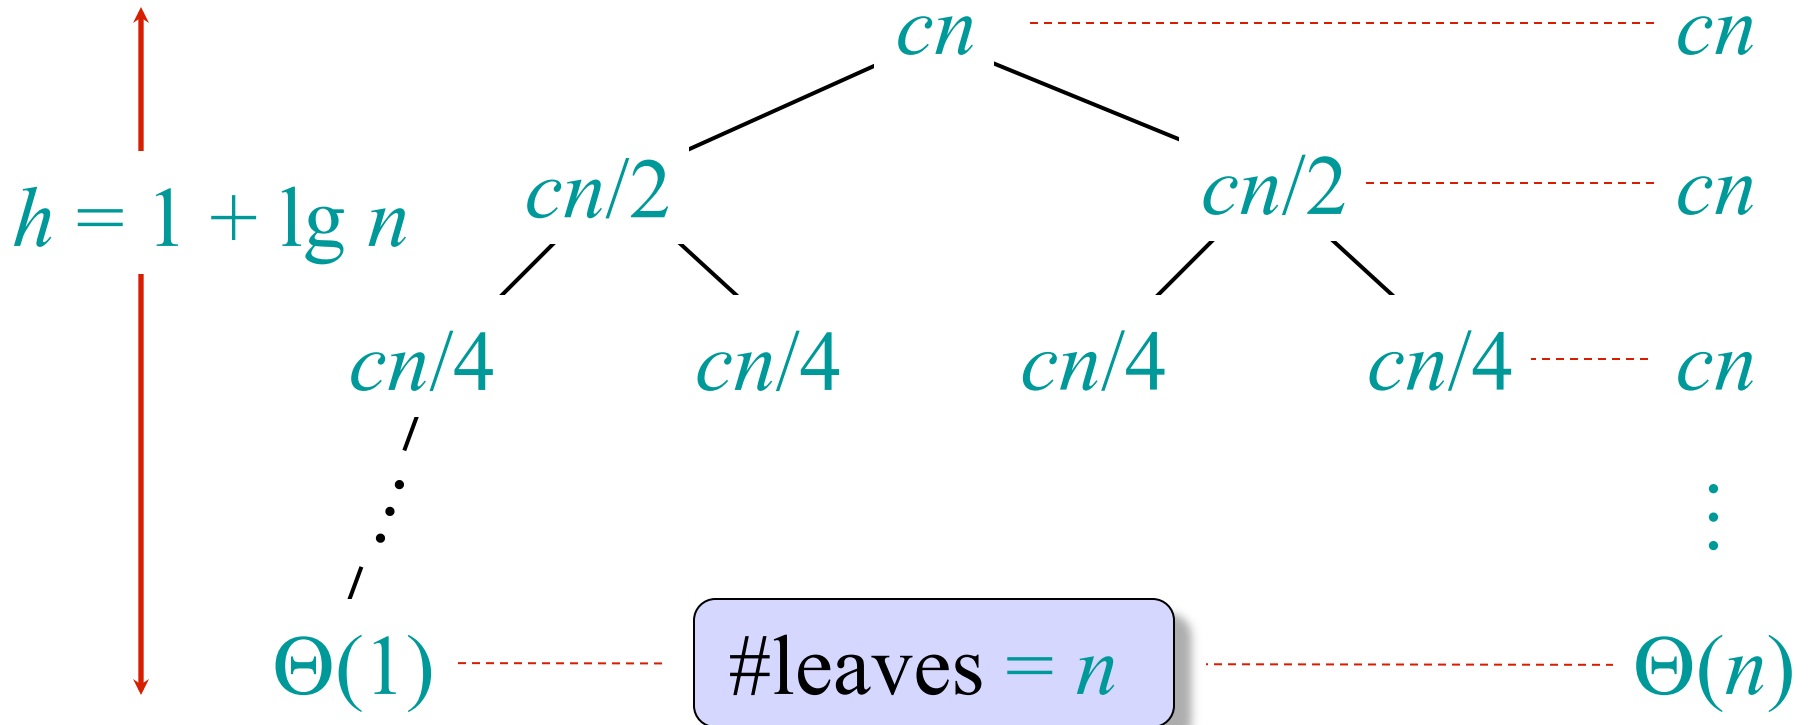 cn cn
h = 1 + lg n cn/2 cn/2 cn
cn/4 cn/4 cn/4 cn/4 cn
Θ(1) #leaves = n Θ(n)